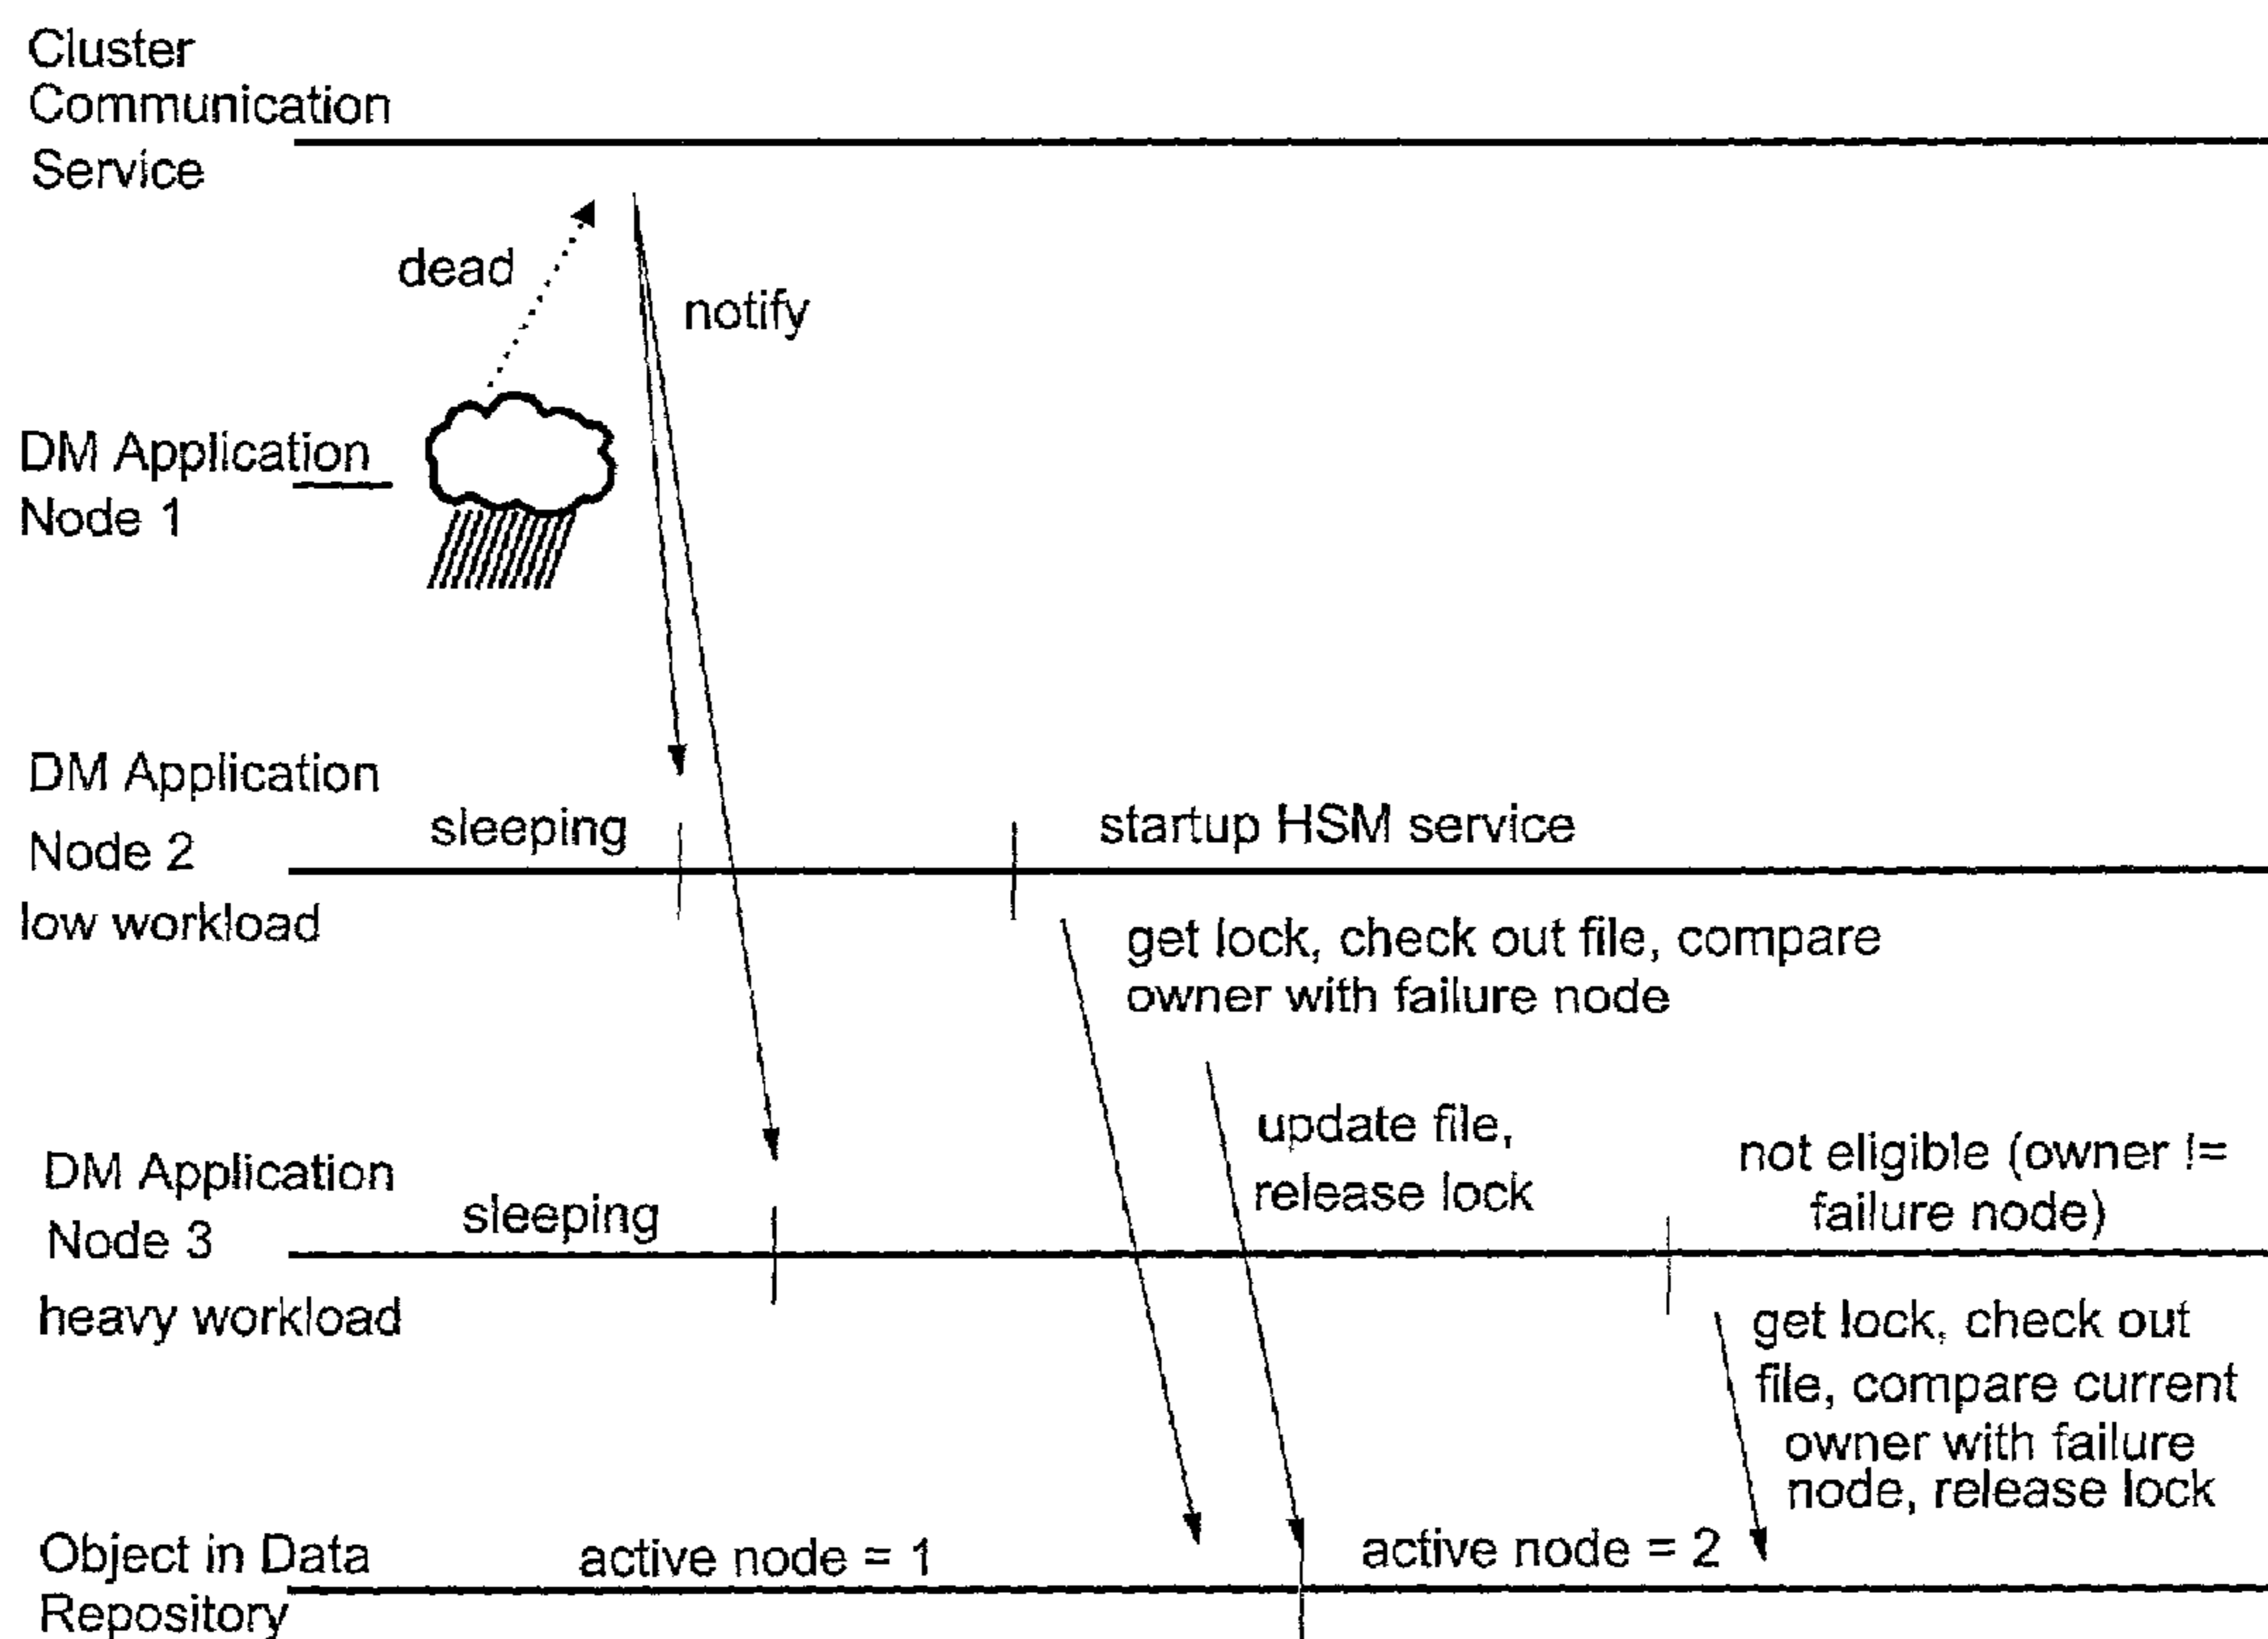 Cluster
Communication
Service
dead
notify
DM Application
Node 1
DM Application
Node 2
low workload
sleeping
startup HSM service
get lock, check out file, compare
owner with failure node
update file,
release lock
DM Application
Node 3
heavy workload
sleeping
not eligible (owner !=
failure node)
get lock, check out
file, compare current
owner with failure
node, release lock
Object in Data
Repository
active node = 1
active node = 2